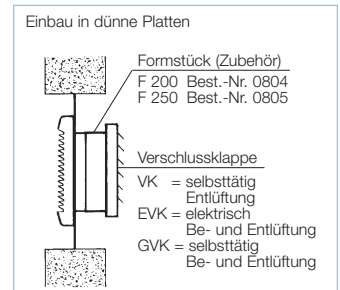 Einbau in dünne Platten
Formstück (Zubehör)
F 200 Best.-Nr. 0804
F 250 Best.-Nr. 0805
Verschlussklappe
VK = selbsttätig
Entlüftung
EVK = elektrisch
Be- und Entlüftung
GVK = selbsttätig
Be- und Entlüftung